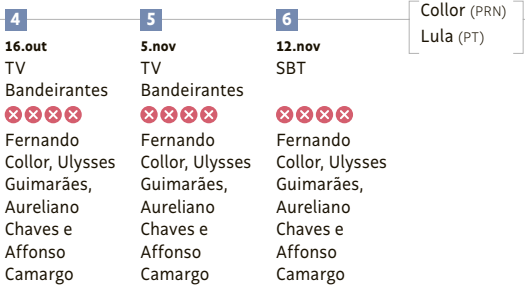 4
16.out
TV
Bandeirantes
Fernando
Collor, Ulysses
Guimarães,
Aureliano
Chaves e
Affonso
Camargo
5
5.nov
TV
Bandeirantes
Fernando
Collor, Ulysses
Guimarães,
Aureliano
Chaves e
Affonso
Camargo
6
12.nov
SBT
Fernando
Collor, Ulysses
Guimarães,
Aureliano
Chaves e
Affonso
Camargo
Collor (PRN)
Lula (PT)